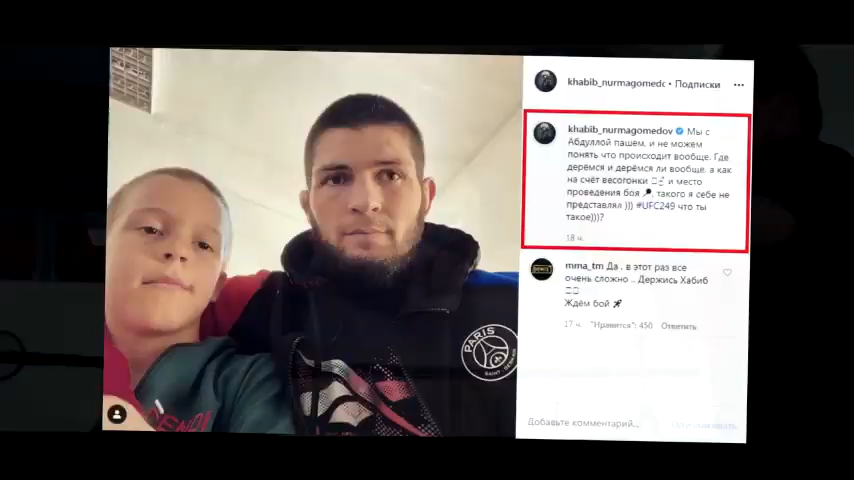 khabib_nurmagomedc • Подписки
khabib_nurmagomedov Мы с
Абдуллой пашем, и не можем
понять что происходит вообще. Где
дерёмся и дерёмся ли вообще, а как
на счёт весогонки и место
проведения боя , такого я себе не
представлял ))) #UFC249 что ты
такое)))?
18 ч.
mma_tm Да , в этот раз все
очень сложно .. Держись Хабиб
Ждём бой
17 ч. "Нравится": 450 Ответить
Добавьте комментарий...
PARIS
SAINT-GERMAIN